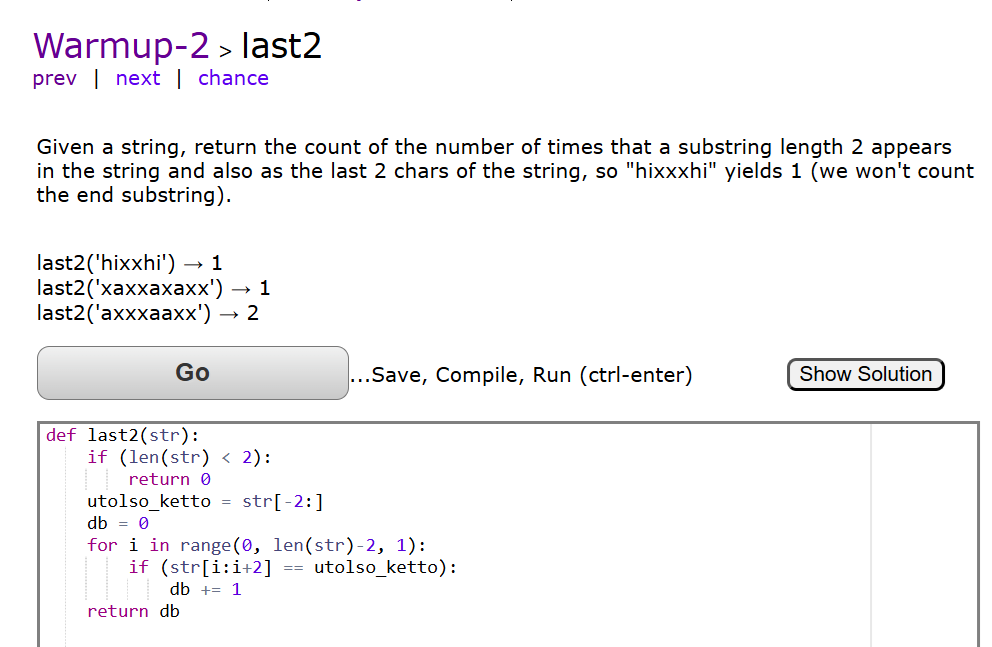 Warmup-2 > last2
prev | next | chance
Given a string, return the count of the number of times that a substring length 2 appears
in the string and also as the last 2 chars of the string, so "hixxxhi" yields 1 (we won't count
the end substring).
last2('hixxhi') → 1
last2('xaxxaxaxx') → 1
last2('axxxaaxx') → 2
Go ...Save, Compile, Run (ctrl-enter) Show Solution
def last2(str):
    if (len(str) < 2):
        return 0
    utolso_ketto = str[-2:]
    db = 0
    for i in range(0, len(str)-2, 1):
        if (str[i:i+2] == utolso_ketto):
            db += 1
    return db